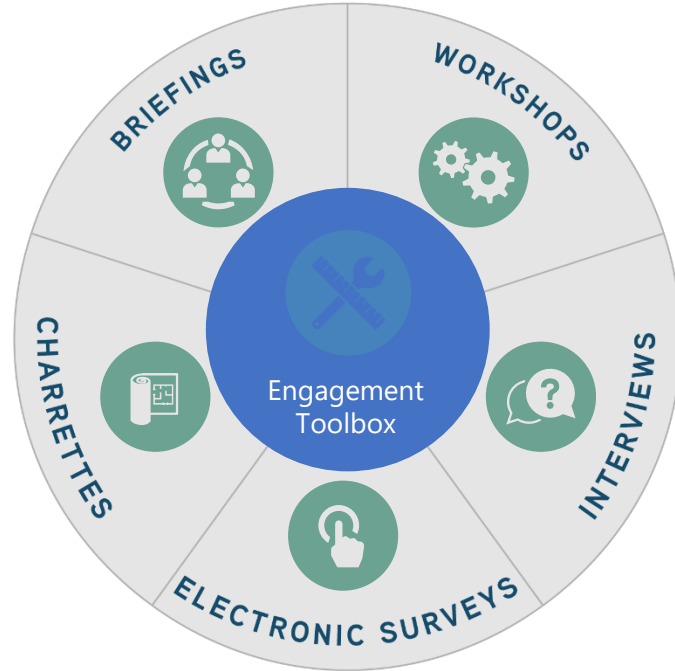 BRIEFINGS
WORKSHOPS
CHARRETTES
INTERVIEWS
ELECTRONIC SURVEYS
Engagement
Toolbox
?